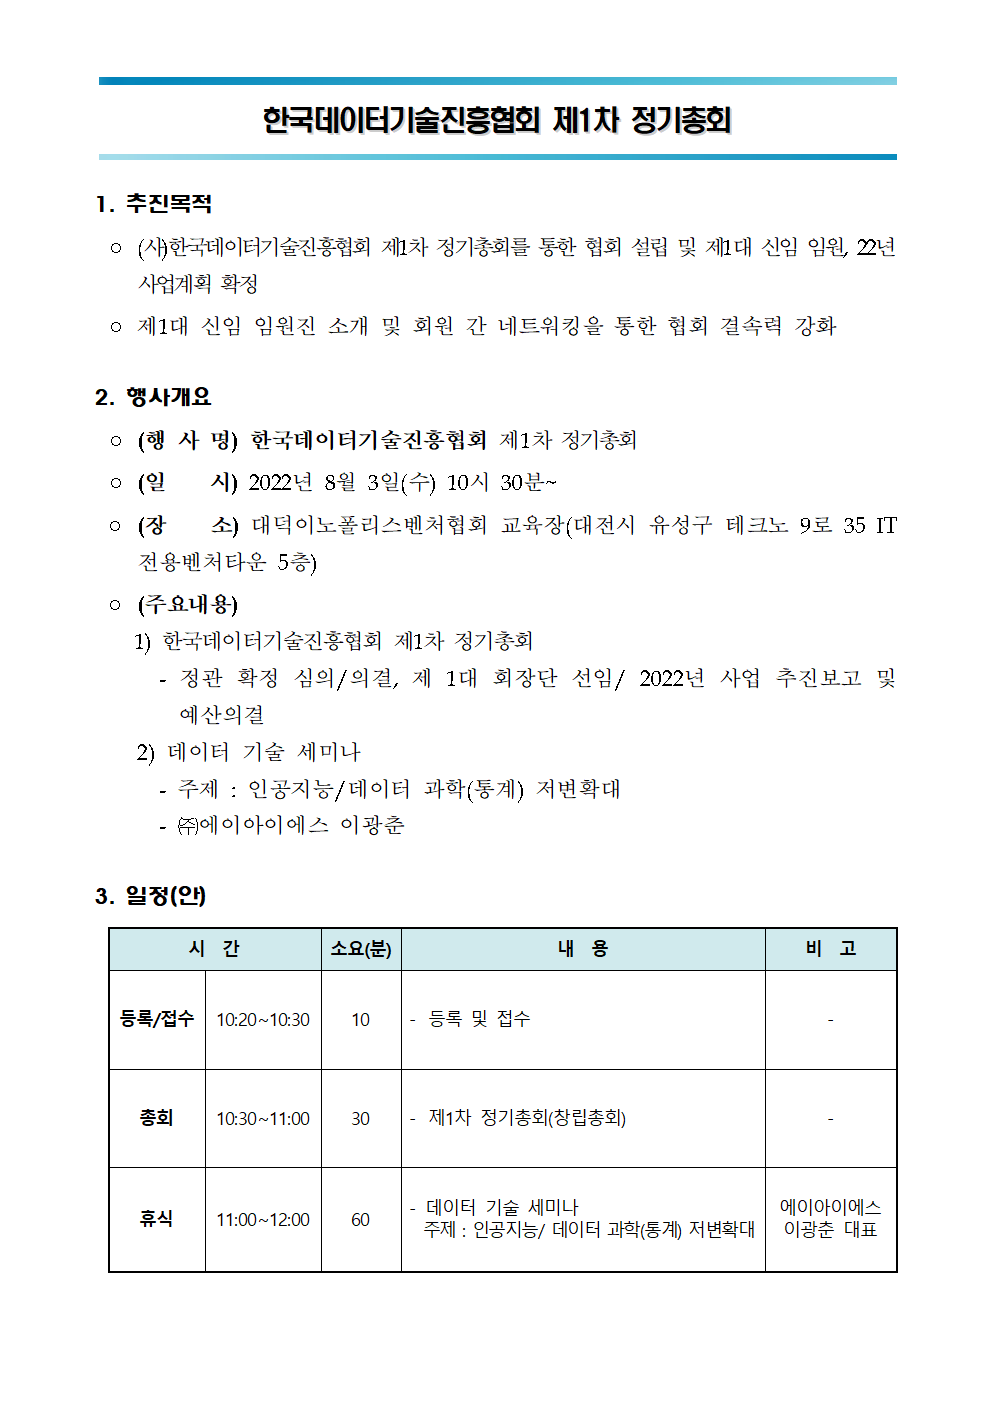 한국데이터기술진흥협회 제1차 정기총회
1. 추진목적
○ (사)한국데이터기술진흥협회 제1차 정기총회를 통한 협회 설립 및 제1대 신임 임원, 22년
사업계획 확정
○ 제1대 신임 임원진 소개 및 회원 간 네트워킹을 통한 협회 결속력 강화
2. 행사개요
○ (행 사 명) 한국데이터기술진흥협회 제1차 정기총회
○ (일 시) 2022년 8월 3일(수) 10시 30분~
○ (장 소) 대덕이노폴리스벤처협회 교육장(대전시 유성구 테크노 9로 35 IT
전용벤처타운 5층)
○ (주요내용)
1) 한국데이터기술진흥협회 제1차 정기총회
- 정관 확정 심의/의결, 제 1대 회장단 선임/ 2022년 사업 추진보고 및
예산의결
2) 데이터 기술 세미나
- 주제 : 인공지능/데이터 과학(통계) 저변확대
- ㈜에이아이에스 이광춘
3. 일정(안)
시 간 소요(분) 내 용 비 고
등록/접수 10:20~10:30 10 - 등록 및 접수 -
총회 10:30~11:00 30 - 제1차 정기총회(창립총회) -
휴식 11:00~12:00 60 - 데이터 기술 세미나 에이아이에스
주제 : 인공지능/ 데이터 과학(통계) 저변확대 이광춘 대표